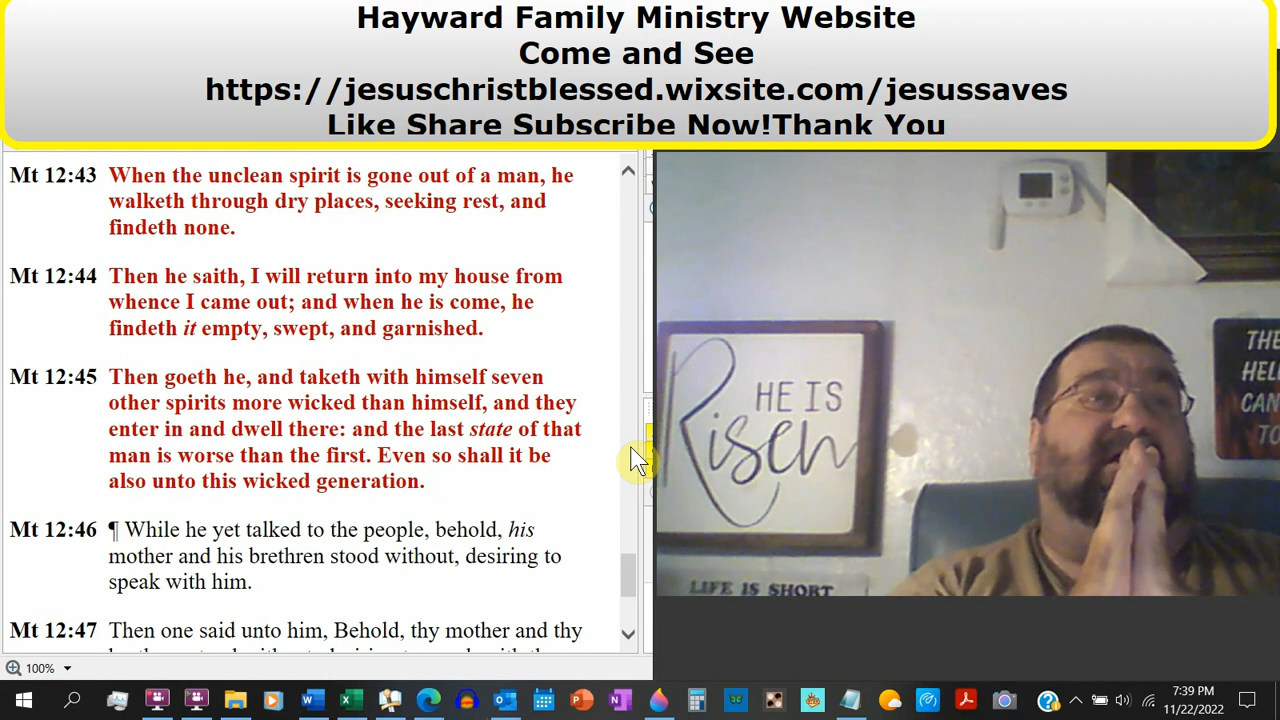 Hayward Family Ministry Website
Come and See
https://jesuschristblessed.wixsite.com/jesussaves
Like Share Subscribe Now!Thank You
Mt 12:43 When the unclean spirit is gone out of a man, he
walketh through dry places, seeking rest, and
findeth none.
Mt 12:44 Then he saith, I will return into my house from
whence I came out; and when he is come, he
findeth it empty, swept, and garnished.
Mt 12:45 Then goeth he, and taketh with himself seven
other spirits more wicked than himself, and they
enter in and dwell there: and the last state of that
man is worse than the first. Even so shall it be
also unto this wicked generation.
Mt 12:46 ¶ While he yet talked to the people, behold, his
mother and his brethren stood without, desiring to
speak with him.
Mt 12:47 Then one said unto him, Behold, thy mother and thy
100%
HE IS
Risen
LIFE IS SHORT
THE
HEL
CAN
TO
7:39 PM
11/22/2022